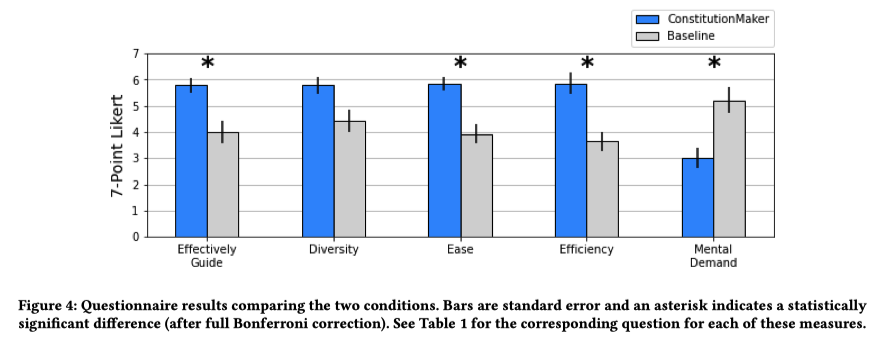 ConstitutionMaker
Baseline
7
6
5
4
3
2
1
0
7-Point Likert
*
*
*
*
Effectively
Guide
Diversity
Ease
Efficiency
Mental
Demand
Figure 4: Questionnaire results comparing the two conditions. Bars are standard error and an asterisk indicates a statistically
significant difference (after full Bonferroni correction). See Table 1 for the corresponding question for each of these measures.